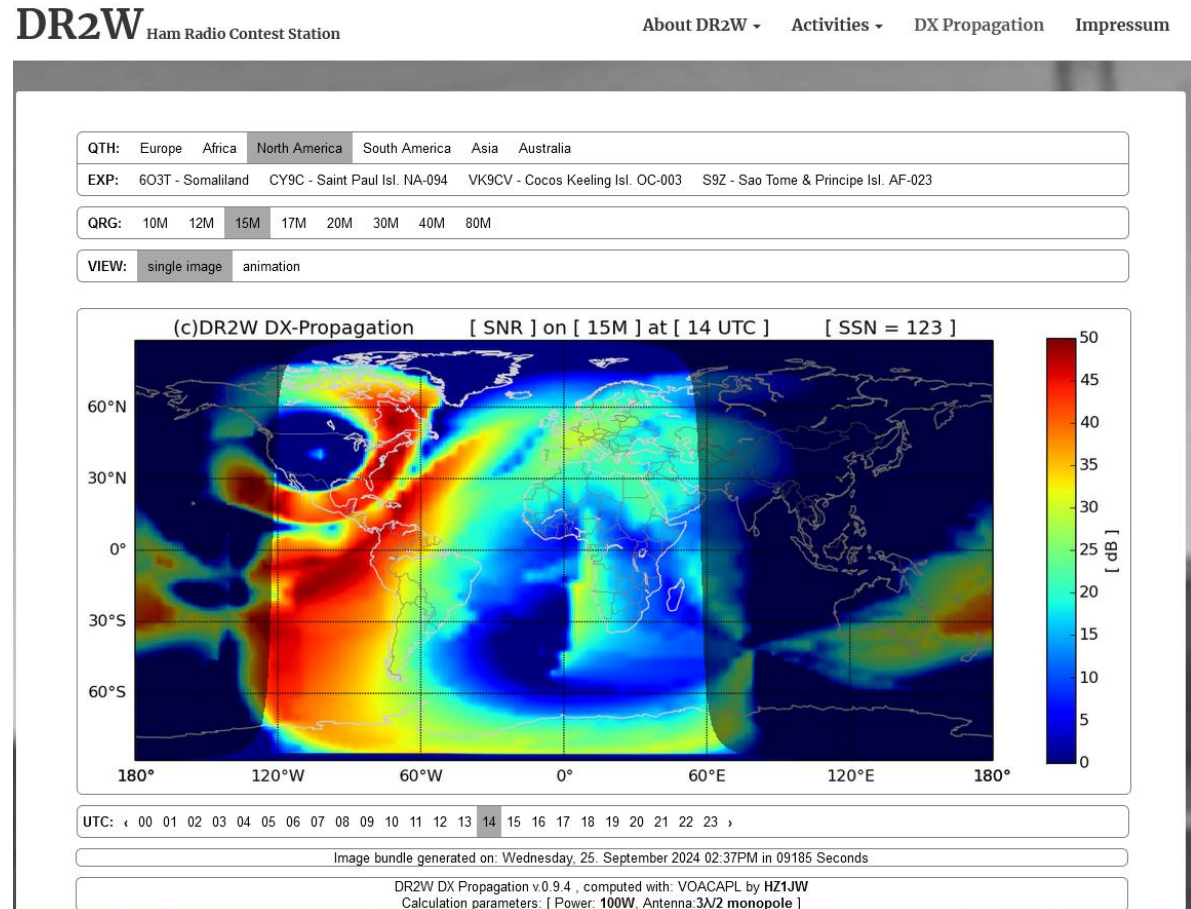 DR2W Ham Radio Contest Station
About DR2W Activities DX Propagation Impressum
QTH: Europe Africa North America South America Asia Australia
EXP: 6O3T - Somaliland CY9C - Saint Paul Isl. NA-094 VK9CV - Cocos Keeling Isl. OC-003 S9Z - Sao Tome & Principe Isl. AF-023
QRG: 10M 12M 15M 17M 20M 30M 40M 80M
VIEW: single image animation
(c)DR2W DX-Propagation [ SNR ] on [ 15M ] at [ 14 UTC ] [ SSN = 123 ]
60°N
30°N
0°
30°S
60°S
180° 120°W 60°W 0° 60°E 120°E 180°
50
45
40
35
30
25
20
15
10
5
0
[ dB ]
UTC: ‹ 00 01 02 03 04 05 06 07 08 09 10 11 12 13 14 15 16 17 18 19 20 21 22 23 ›
Image bundle generated on: Wednesday, 25. September 2024 02:37PM in 09185 Seconds
DR2W DX Propagation v.0.9.4 , computed with: VOACAPL by HZ1JW
Calculation parameters: [ Power: 100W, Antenna:3λ/2 monopole ]